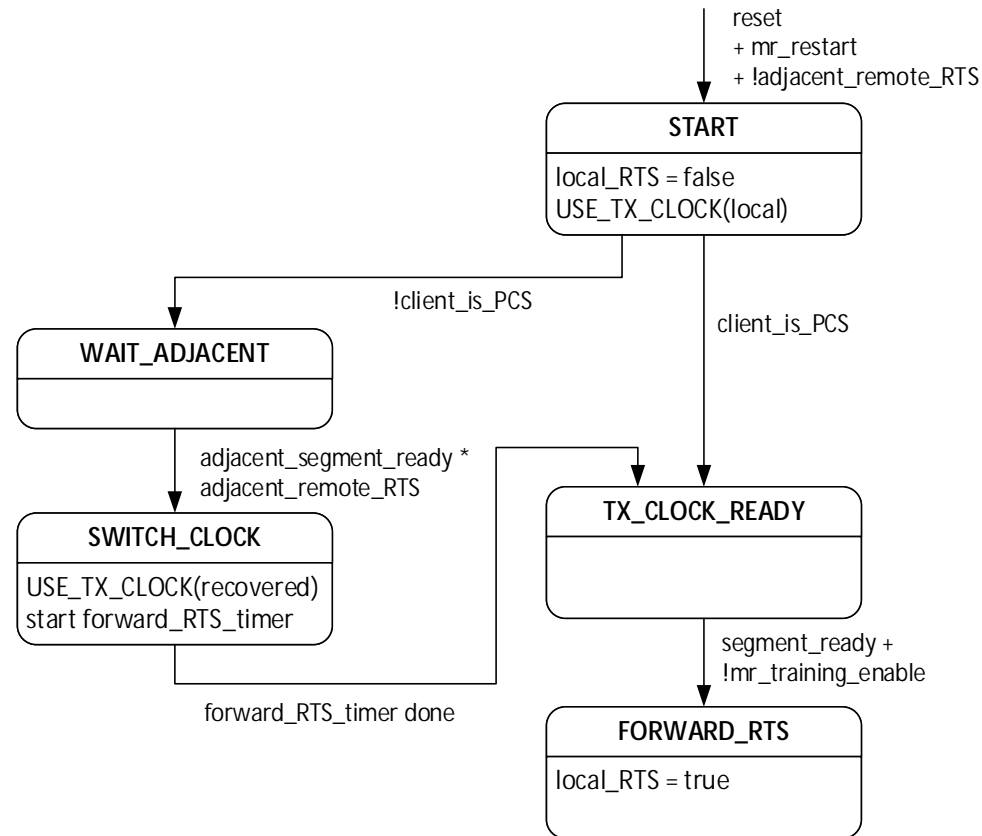 reset
+ mr_restart
+ !adjacent_remote_RTS
START
local_RTS = false
USE_TX_CLOCK(local)
!client_is_PCS
client_is_PCS
WAIT_ADJACENT
adjacent_segment_ready *
adjacent_remote_RTS
SWITCH_CLOCK
USE_TX_CLOCK(recovered)
start forward_RTS_timer
forward_RTS_timer done
TX_CLOCK_READY
segment_ready +
!mr_training_enable
FORWARD_RTS
local_RTS = true